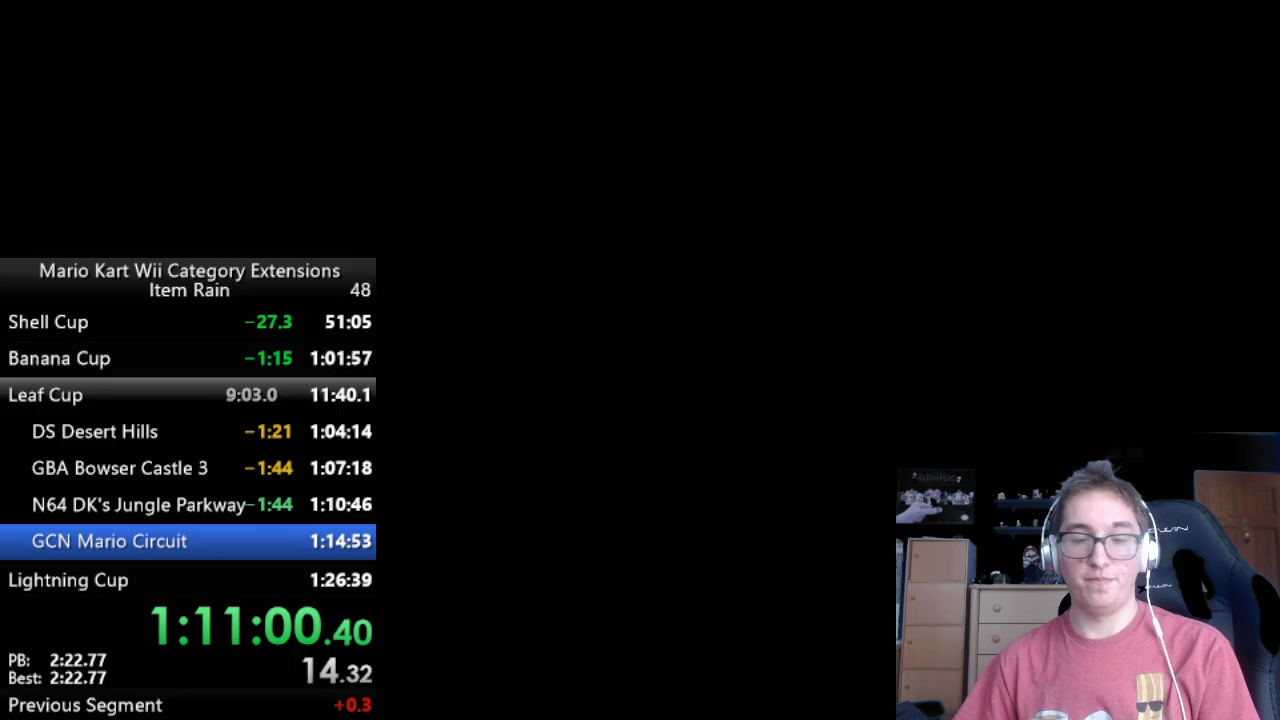 Mario Kart Wii Category Extensions
Item Rain 48
Shell Cup -27.3 51:05
Banana Cup -1:15 1:01:57
Leaf Cup 9:03.0 11:40.1
DS Desert Hills -1:21 1:04:14
GBA Bowser Castle 3 -1:44 1:07:18
N64 DK's Jungle Parkway -1:44 1:10:46
GCN Mario Circuit 1:14:53
Lightning Cup 1:26:39
1:11:00.40
PB: 2:22.77
Best: 2:22.77
14.32
Previous Segment +0.3
amiibo